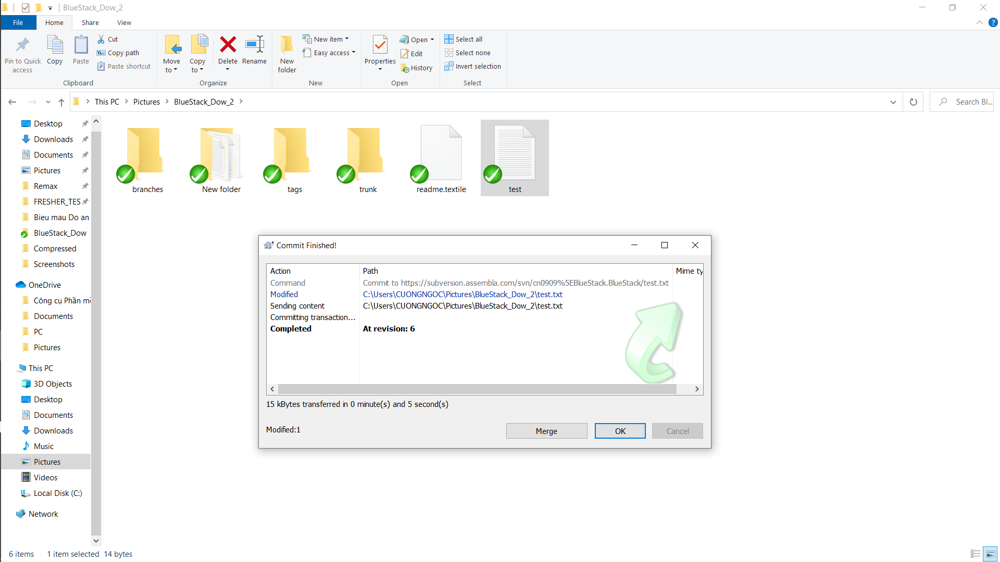 BlueStack_Dow_2
File
Home
Share
View
Pin to Quick access
Copy
Paste
Cut
Copy path
Paste shortcut
Clipboard
Move to
Copy to
Delete
Rename
Organize
New folder
New item
Easy access
New
Properties
Open
Edit
History
Open
Select all
Select none
Invert selection
Select
This PC
Pictures
BlueStack_Dow_2
Search Bl...
Desktop
Downloads
Documents
Pictures
Remax
FRESHER_TES
Bieu mau Do an
BlueStack_Dow
Compressed
Screenshots
OneDrive
Công cụ Phần
Documents
PC
Pictures
This PC
3D Objects
Desktop
Documents
Downloads
Music
Pictures
Videos
Local Disk (C:)
Network
branches
New folder
tags
trunk
readme.textile
test
Commit Finished!
Action Path Mime ty
Command Commit to https://subversion.assembla.com/svn/cn0909%5EBlueStack.BlueStack/test.txt
Modified C:\Users\CUONGNGOC\Pictures\BlueStack_Dow_2\test.txt
Sending content C:\Users\CUONGNGOC\Pictures\BlueStack_Dow_2\test.txt
Committing transaction...
Completed At revision: 6
15 kBytes transferred in 0 minute(s) and 5 second(s)
Modified:1
Merge
OK
Cancel
6 items 1 item selected 14 bytes